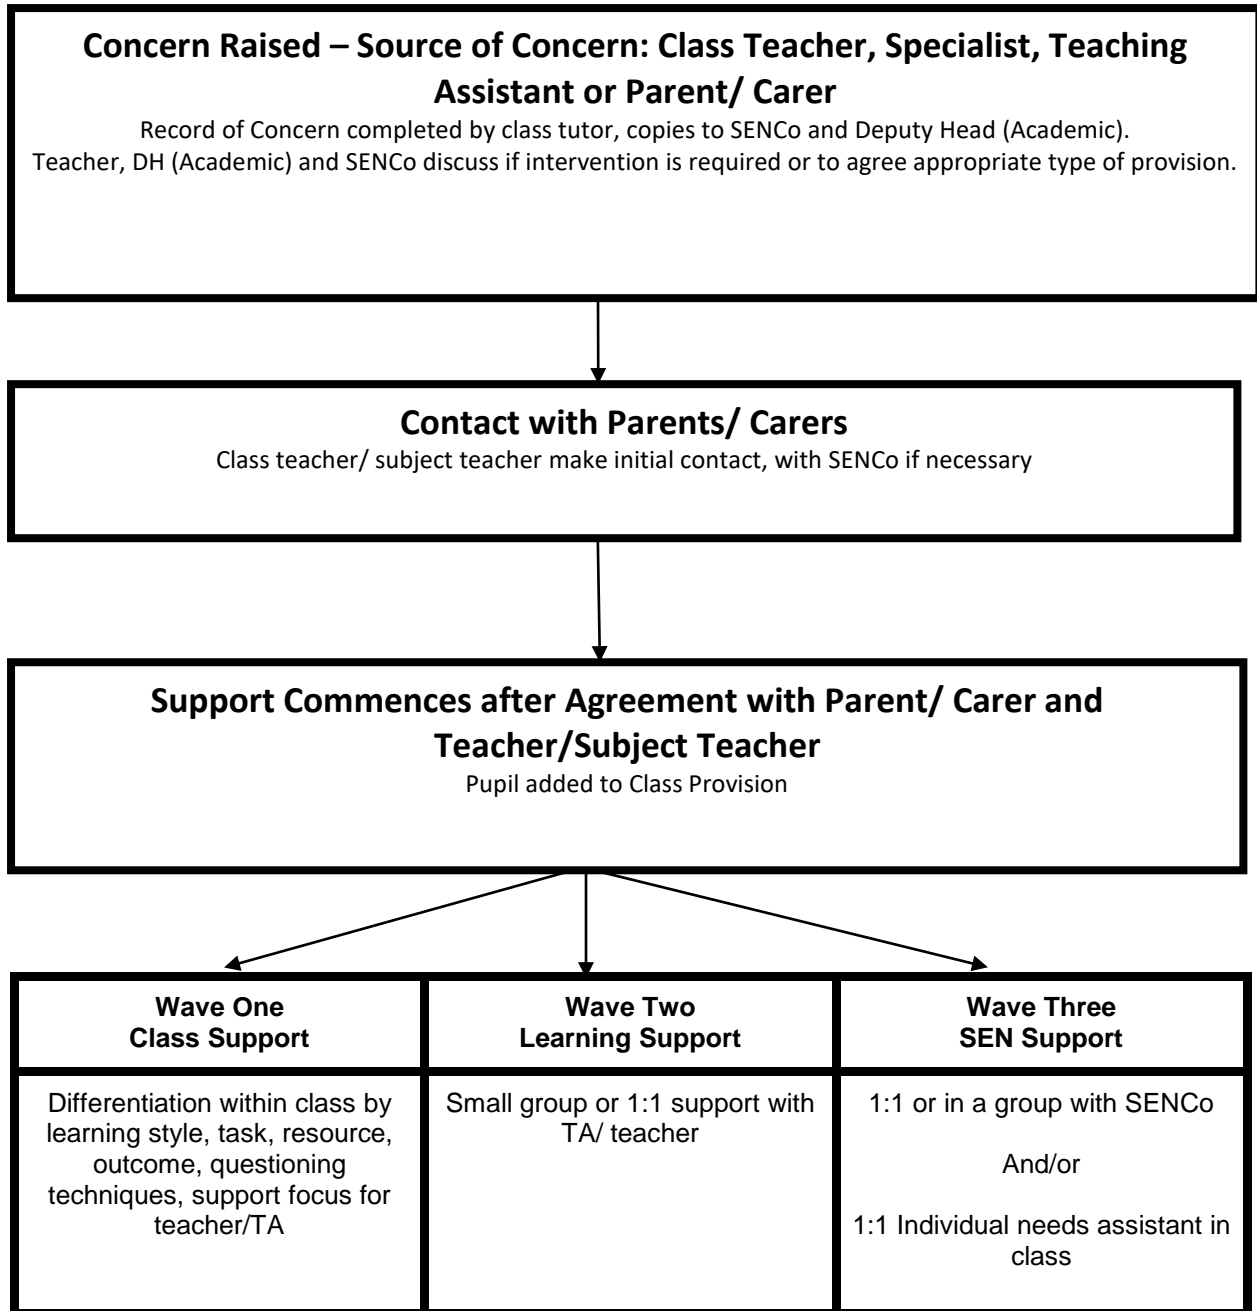 Concern Raised – Source of Concern: Class Teacher, Specialist, Teaching
Assistant or Parent/ Carer
Record of Concern completed by class tutor, copies to SENCo and Deputy Head (Academic).
Teacher, DH (Academic) and SENCo discuss if intervention is required or to agree appropriate type of provision.
Contact with Parents/ Carers
Class teacher/ subject teacher make initial contact, with SENCo if necessary
Support Commences after Agreement with Parent/ Carer and
Teacher/Subject Teacher
Pupil added to Class Provision
Wave One
Class Support
Wave Two
Learning Support
Wave Three
SEN Support
Differentiation within class by
learning style, task, resource,
outcome, questioning
techniques, support focus for
teacher/TA
Small group or 1:1 support with
TA/ teacher
1:1 or in a group with SENCo
And/or
1:1 Individual needs assistant in
class